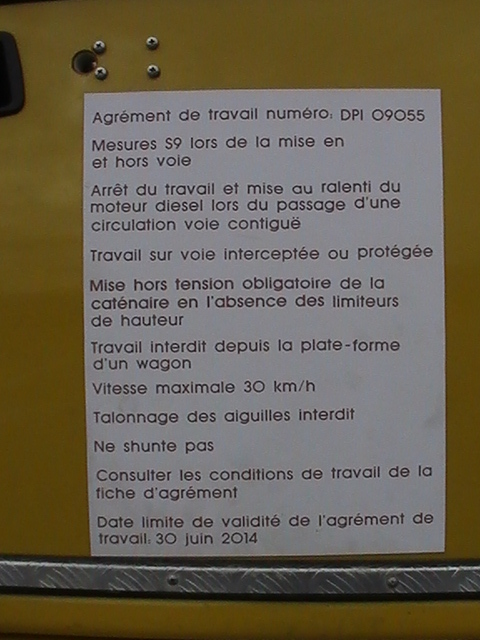 Agrément de travail numéro: DPI 09055
Mesures S9 lors de la mise en
et hors voie
Arrêt du travail et mise au ralenti du
moteur diesel lors du passage d'une
circulation voie contiguë
Travail sur voie interceptée ou protégée
Mise hors tension obligatoire de la
caténaire en l'absence des limiteurs
de hauteur
Travail interdit depuis la plate-forme
d'un wagon
Vitesse maximale 30 km/h
Talonnage des aiguilles interdit
Ne shunte pas
Consulter les conditions de travail de la
fiche d'agrément
Date limite de validité de l'agrément de
travail: 30 juin 2014